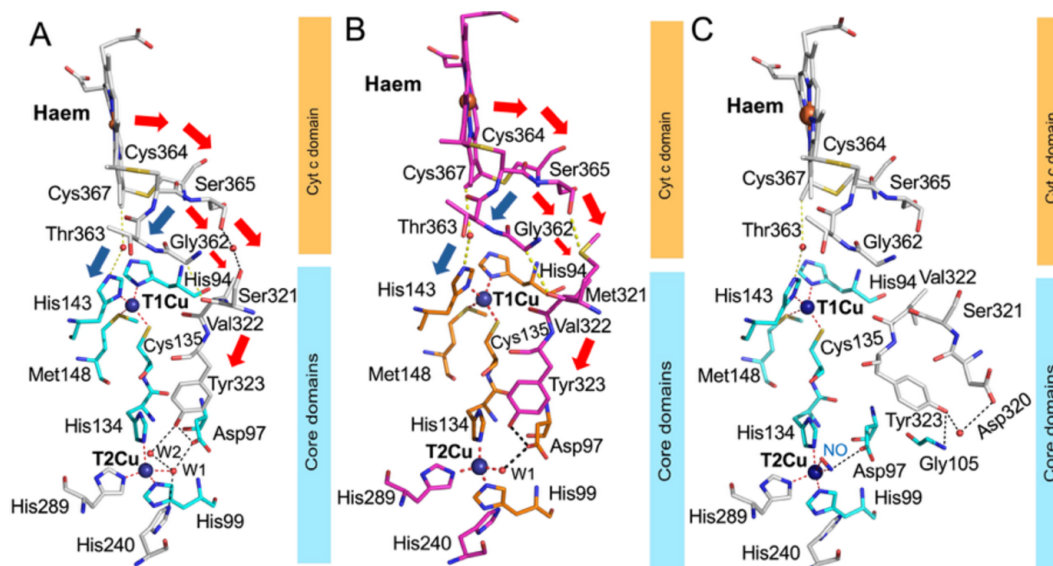 A
Haem
Cys364
Cys367
Ser365
Thr363
Gly362
His94
His143
T1Cu
Ser321
Val322
Cys135
Met148
Tyr323
His134
W2
Asp97
T2Cu
W1
His289
His99
His240
Cyt c domain
Core domains
B
Haem
Cys364
Cys367
Ser365
Thr363
Gly362
His94
His143
T1Cu
Met321
Val322
Cys135
Met148
Tyr323
His134
Asp97
T2Cu
W1
His289
His99
His240
Cyt c domain
Core domains
C
Haem
Cys364
Cys367
Ser365
Thr363
Gly362
His94
Val322
His143
T1Cu
Ser321
Cys135
Met148
Tyr323
Asp320
His134
NO
Gly105
T2Cu
Asp97
His289
His99
His240
Cyt c domain
Core domains